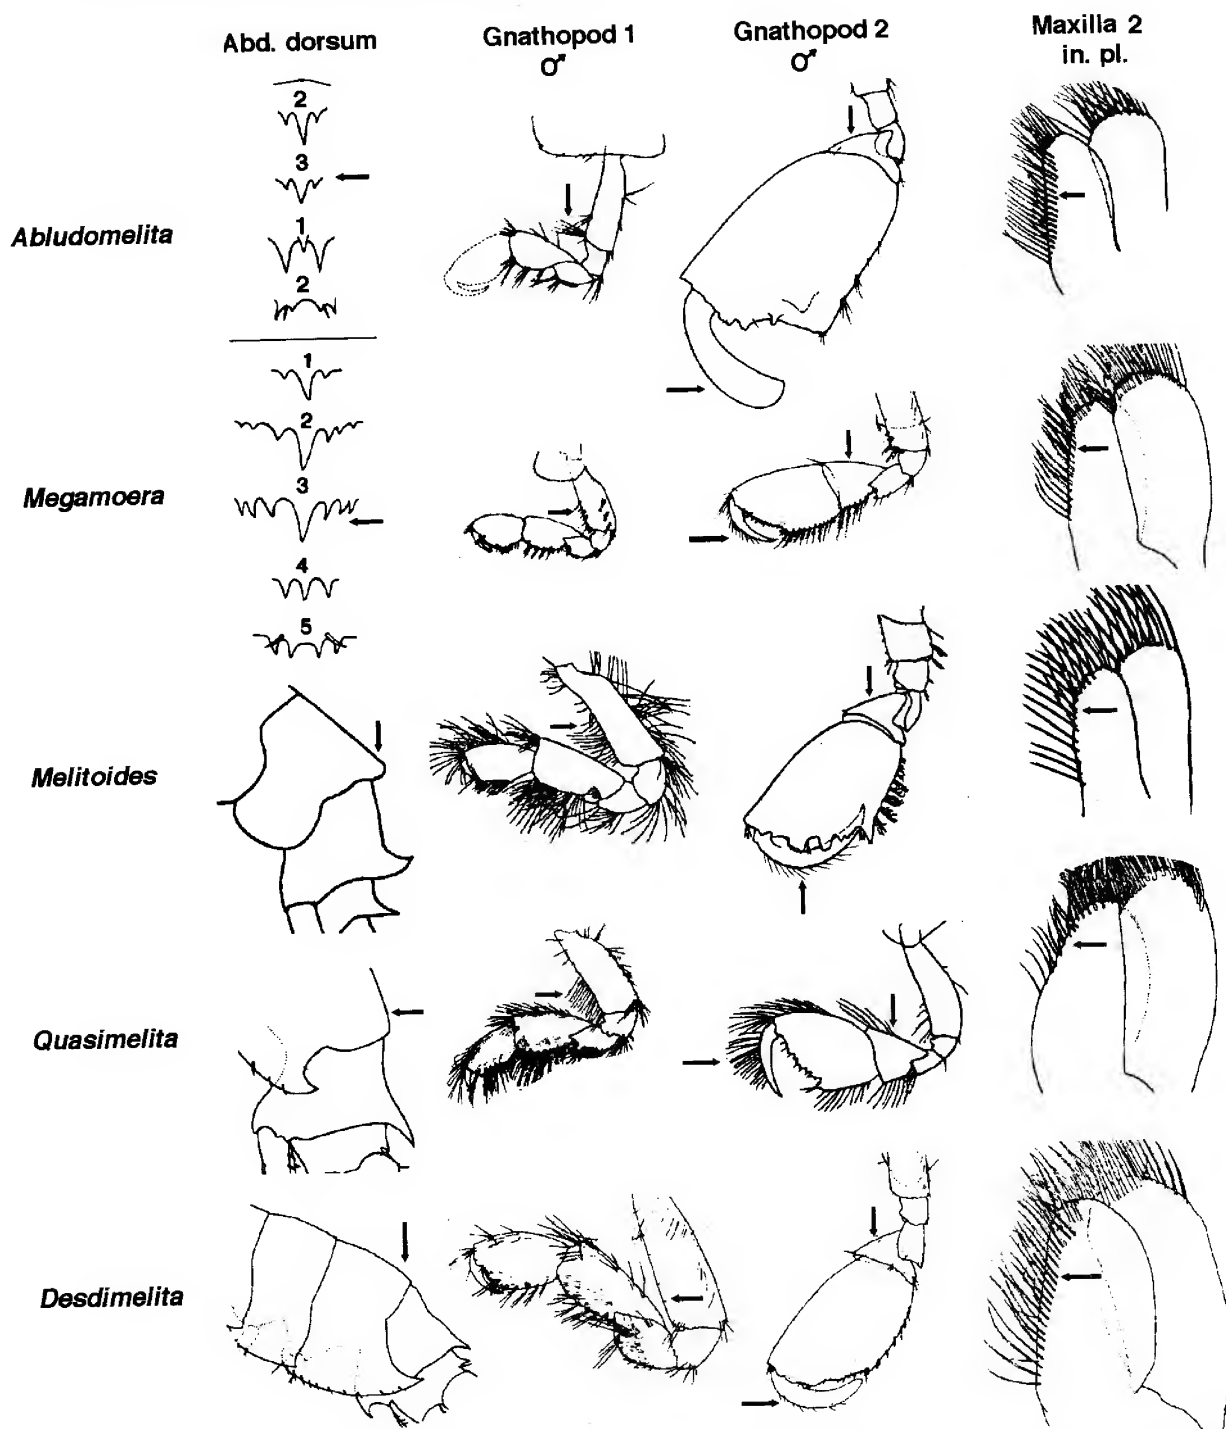 Abd. dorsum
Gnathopod 1
♂
Gnathopod 2
♂
Maxilla 2
in. pl.
Abludomelita
2
3
1
2
Megamoera
1
2
3
4
5
Melitoides
Quasimelita
Desdimelita